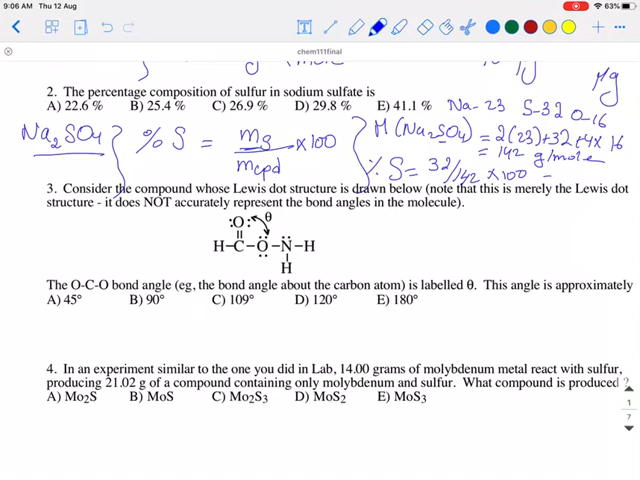 9:06 AM Thu 12 Aug 63%
chem111final
Mg
2. The percentage composition of sulfur in sodium sulfate is
A) 22.6 % B) 25.4 % C) 26.9 % D) 29.8 % E) 41.1 % Na-23 S-32 O-16
Na₂SO₄ % S = ms/mcpd ×100 M (Na₂SO₄) = 2(23)+32+4×16
= 142 g/mole
% S = 32/142 × 100 =
3. Consider the compound whose Lewis dot structure is drawn below (note that this is merely the Lewis dot
structure - it does NOT accurately represent the bond angles in the molecule).
:O: θ
H-C-O-N-H
H
The O-C-O bond angle (eg, the bond angle about the carbon atom) is labelled θ. This angle is approximately
A) 45° B) 90° C) 109° D) 120° E) 180°
4. In an experiment similar to the one you did in Lab, 14.00 grams of molybdenum metal react with sulfur,
producing 21.02 g of a compound containing only molybdenum and sulfur. What compound is produced ?
A) Mo₂S B) MoS C) Mo₂S₃ D) MoS₂ E) MoS₃
1
7